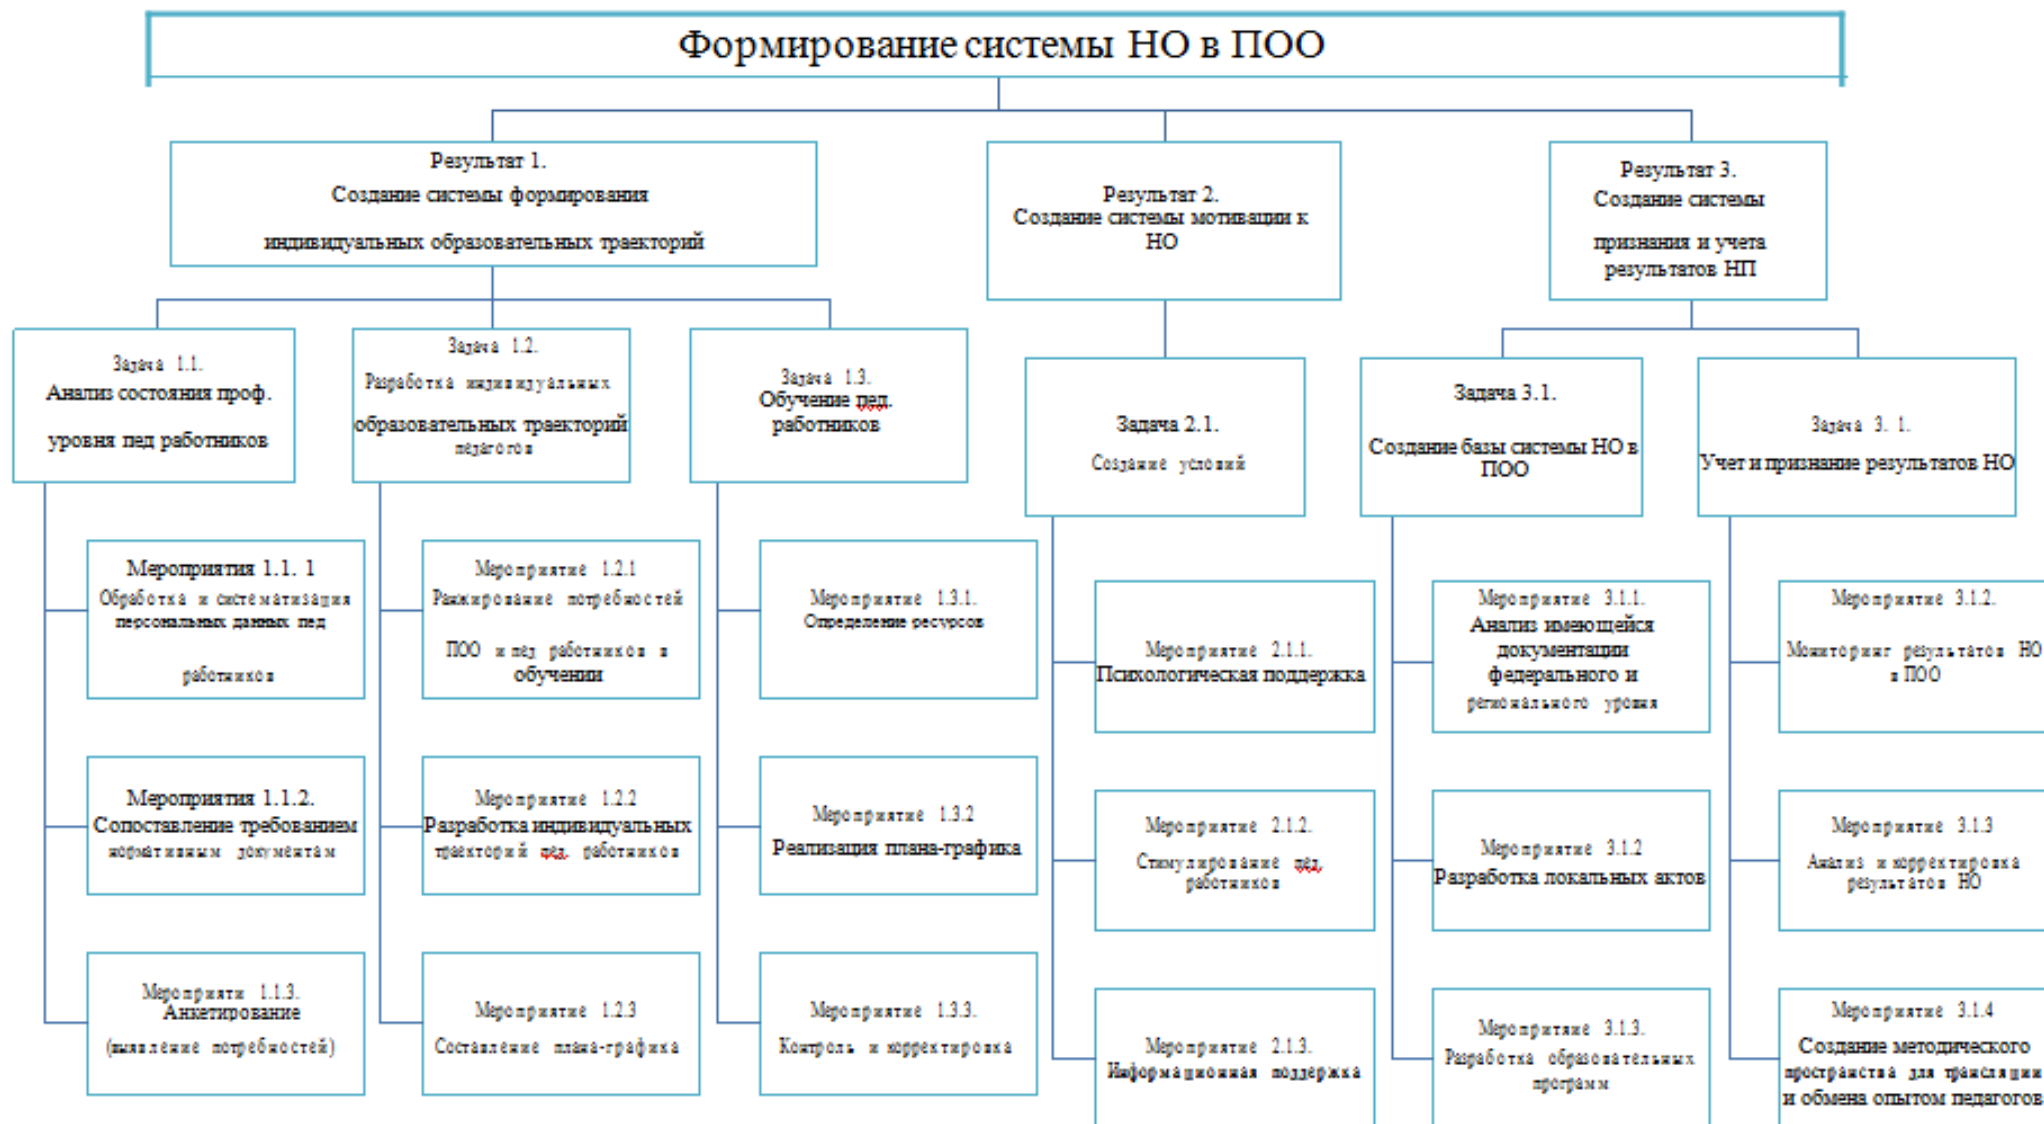 Формирование системы НО в ПОО
Результат 1.
Создание системы формирования
индивидуальных образовательных траекторий
Результат 2.
Создание системы мотивации к
НО
Результат 3.
Создание системы
признания и учета
результатов НП
Задача 1.1.
Анализ состояния проф.
уровня пед работников
Задача 1.2.
Разработка индивидуальных
образовательных траекторий
педагогов
Задача 1.3.
Обучение пед.
работников
Задача 2.1.
Создание условий
Задача 3.1.
Создание базы системы НО в
ПОО
Задача 3. 1.
Учет и признание результатов НО
Мероприятия 1.1. 1
Обработка и систематизация
персональных данных пед
работников
Мероприятие 1.2.1
Ранжирование потребностей
ПОО и пед работников в
обучении
Мероприятие 1.3.1.
Определение ресурсов
Мероприятие 2.1.1.
Психологическая поддержка
Мероприятие 3.1.1.
Анализ имеющейся
документации
федерального и
регионального уровня
Мероприятие 3.1.2.
Мониторинг результатов НО
в ПОО
Мероприятия 1.1.2.
Сопоставление требованием
нормативным документам
Мероприятие 1.2.2
Разработка индивидуальных
траекторий пед. работников
Мероприятие 1.3.2
Реализация плана-графика
Мероприятие 2.1.2.
Стимулирование пед.
работников
Мероприятие 3.1.2
Разработка локальных актов
Мероприятие 3.1.3
Анализ и корректировка
результатов НО
Мероприяти 1.1.3.
Анкетирование
(выявление потребностей)
Мероприятие 1.2.3
Составление плана-графика
Мероприятие 1.3.3.
Контроль и корректировка
Мероприятие 2.1.3.
Информационная поддержка
Меропритяие 3.1.3.
Разработка образовательных
программ
Мероприятие 3.1.4
Создание методического
пространства для трансляции
и обмена опытом педагогов